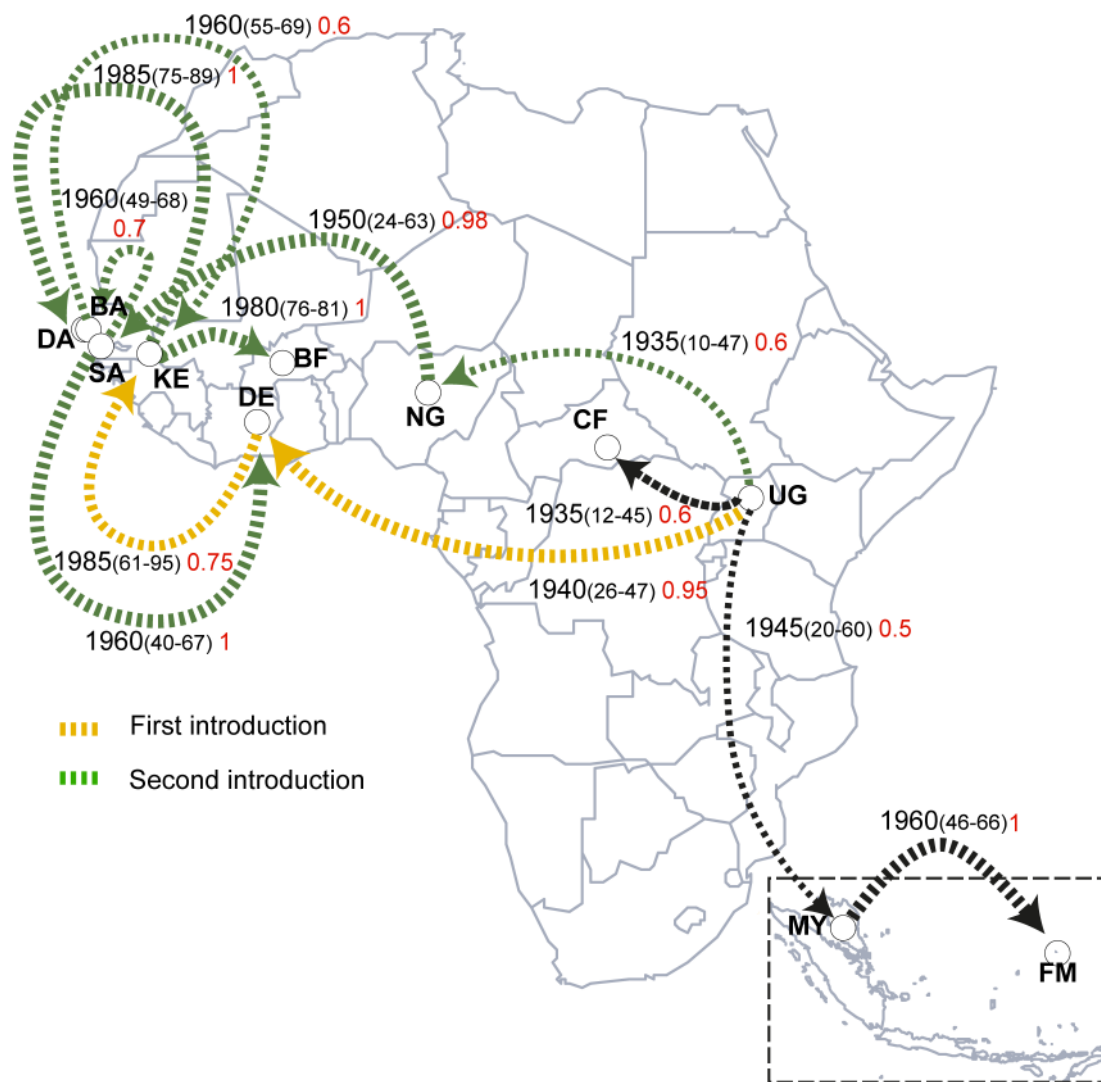 1960(55-69) 0.6
1985(75-89) 1
1960(49-68)
0.7
1950(24-63) 0.98
1980(76-81) 1
1935(10-47) 0.6
BA
DA
SA
KE
BF
DE
NG
CF
UG
1935(12-45) 0.6
1985(61-95) 0.75
1940(26-47) 0.95
1960(40-67) 1
1945(20-60) 0.5
First introduction
Second introduction
1960(46-66)1
MY
FM